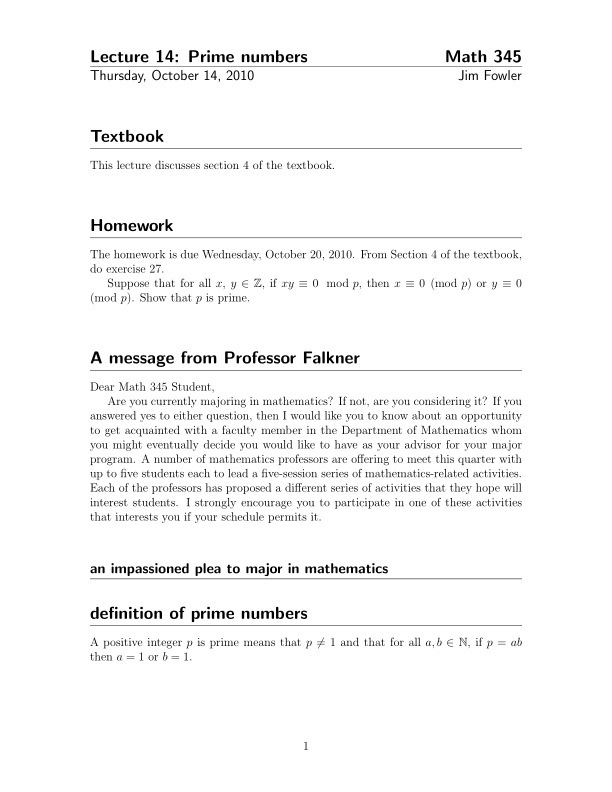 Lecture 14: Prime numbers Math 345
Thursday, October 14, 2010 Jim Fowler
Textbook
This lecture discusses section 4 of the textbook.
Homework
The homework is due Wednesday, October 20, 2010. From Section 4 of the textbook,
do exercise 27.
Suppose that for all x, y ∈ ℤ, if xy ≡ 0 mod p, then x ≡ 0 (mod p) or y ≡ 0
(mod p). Show that p is prime.
A message from Professor Falkner
Dear Math 345 Student,
Are you currently majoring in mathematics? If not, are you considering it? If you
answered yes to either question, then I would like you to know about an opportunity
to get acquainted with a faculty member in the Department of Mathematics whom
you might eventually decide you would like to have as your advisor for your major
program. A number of mathematics professors are offering to meet this quarter with
up to five students each to lead a five-session series of mathematics-related activities.
Each of the professors has proposed a different series of activities that they hope will
interest students. I strongly encourage you to participate in one of these activities
that interests you if your schedule permits it.
an impassioned plea to major in mathematics
definition of prime numbers
A positive integer p is prime means that p ≠ 1 and that for all a, b ∈ ℕ, if p = ab
then a = 1 or b = 1.
1